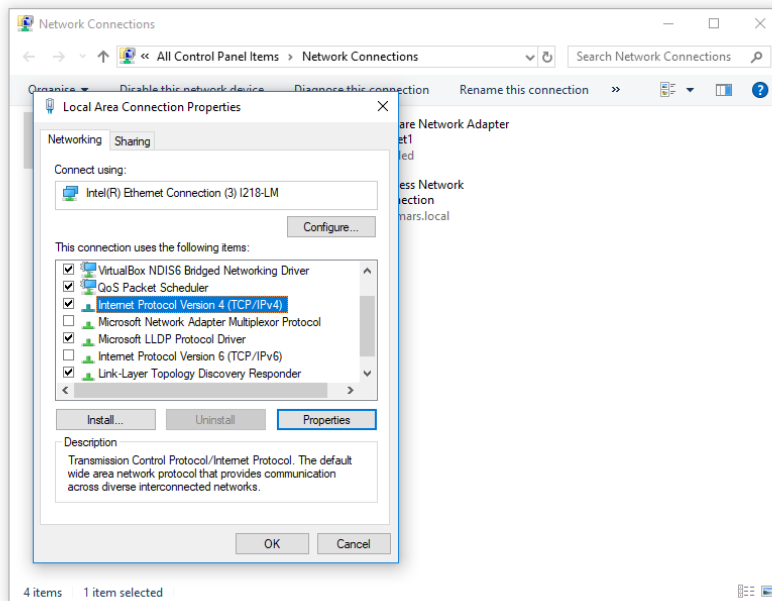 Network Connections
« All Control Panel Items › Network Connections
Search Network Connections
Organise Disable this network device Diagnose this connection Rename this connection »
Local Area Connection Properties
Networking
Sharing
Connect using:
Intel(R) Ethernet Connection (3) I218-LM
Configure...
This connection uses the following items:
VirtualBox NDIS6 Bridged Networking Driver
QoS Packet Scheduler
Internet Protocol Version 4 (TCP/IPv4)
Microsoft Network Adapter Multiplexor Protocol
Microsoft LLDP Protocol Driver
Internet Protocol Version 6 (TCP/IPv6)
Link-Layer Topology Discovery Responder
Install...
Uninstall
Properties
Description
Transmission Control Protocol/Internet Protocol. The default
wide area network protocol that provides communication
across diverse interconnected networks.
OK
Cancel
are Network Adapter
et1
led
ess Network
nection
mars.local
4 items
1 item selected